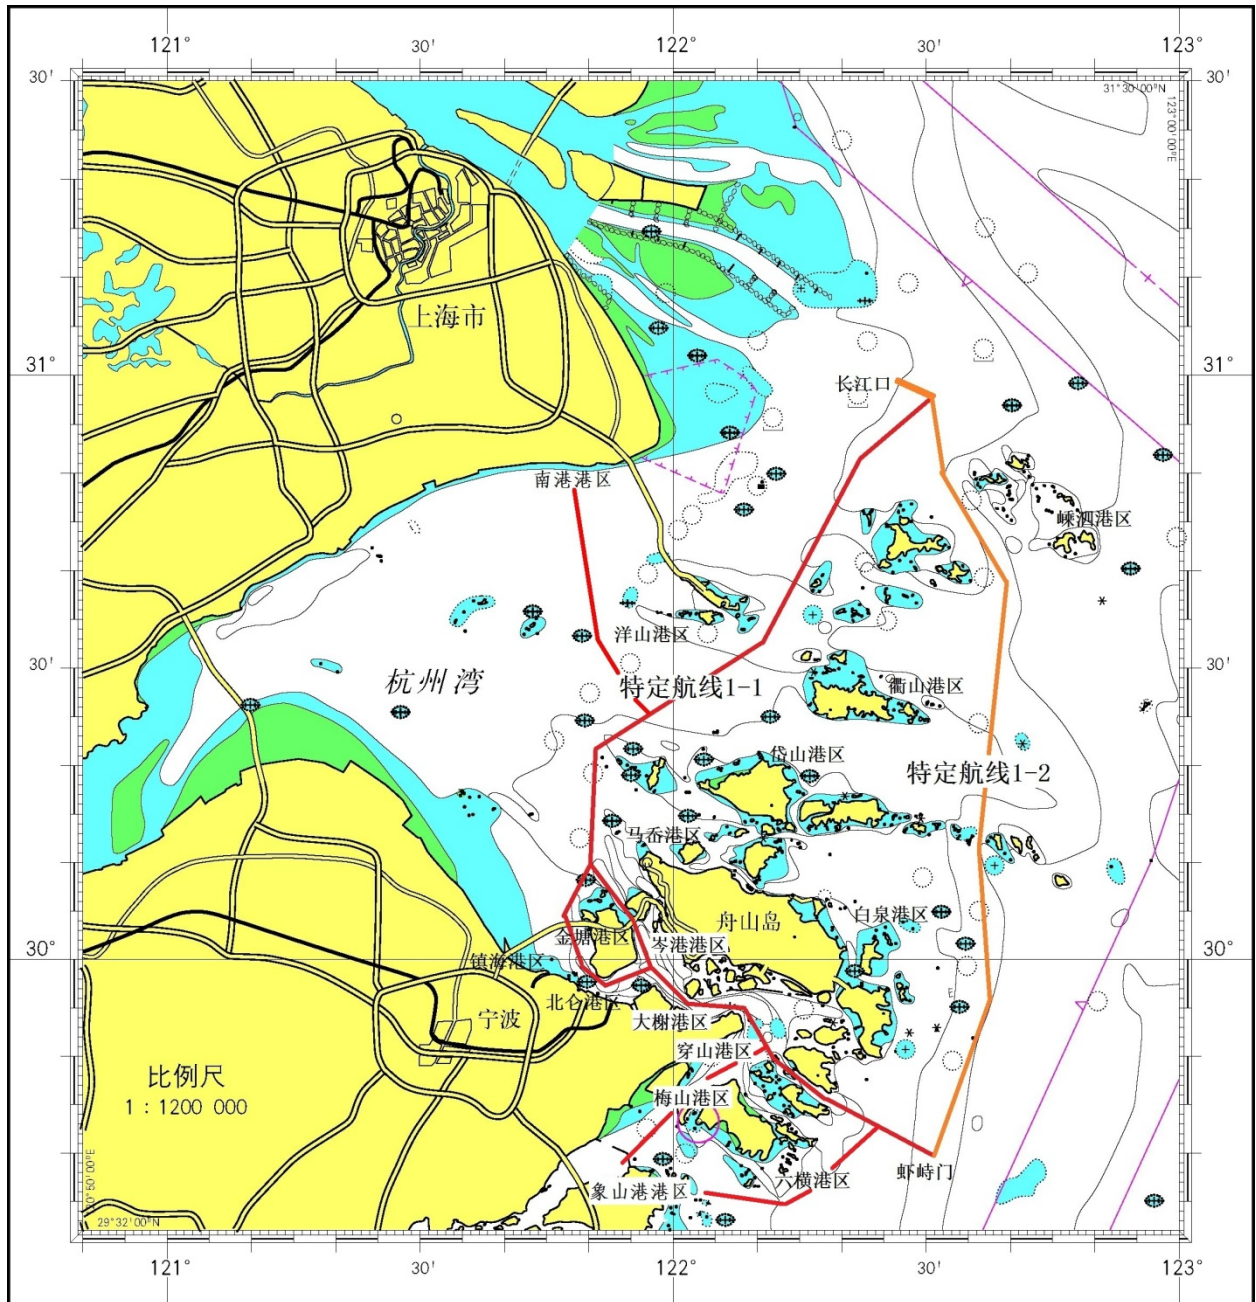 121°
30'
122°
30'
123°
30'
31°30'00"N
123°00'00"E
30'
上海市
31°
长江口
31°
南港港区
嵊泗港区
洋山港区
30'
杭州湾
特定航线1-1
衢山港区
30'
岱山港区
特定航线1-2
马岙港区
舟山岛
白泉港区
金塘港区
岑港港区
30°
镇海港区
30°
北仑港区
宁波
大榭港区
穿山港区
比例尺
1：1200 000
梅山港区
虾峙门
六横港区
象山港港区
120°50'00"E
29°32'00"N
121°
30'
122°
30'
123°